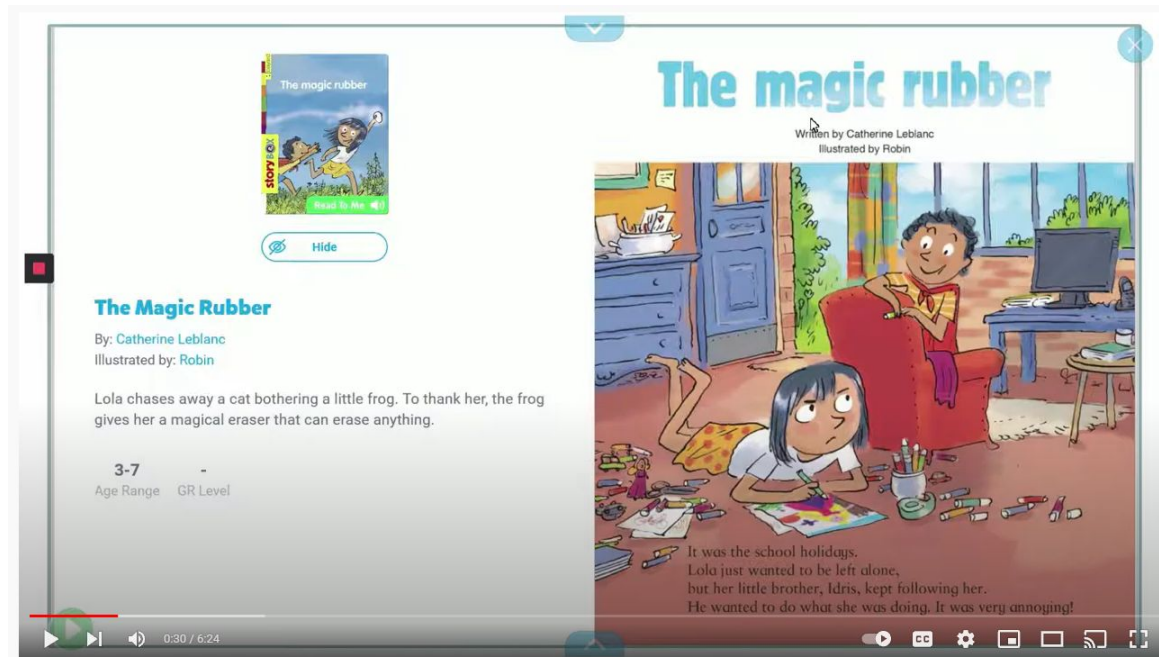 The magic rubber
storyBOX
Read To Me
Hide
The Magic Rubber
By: Catherine Leblanc
Illustrated by: Robin
Lola chases away a cat bothering a little frog. To thank her, the frog
gives her a magical eraser that can erase anything.
3-7
-
Age Range
GR Level
The magic rubber
Written by Catherine Leblanc
Illustrated by Robin
It was the school holidays.
Lola just wanted to be left alone,
but her little brother, Idris, kept following her.
He wanted to do what she was doing. It was very annoying!
0:30 / 6:24
CC